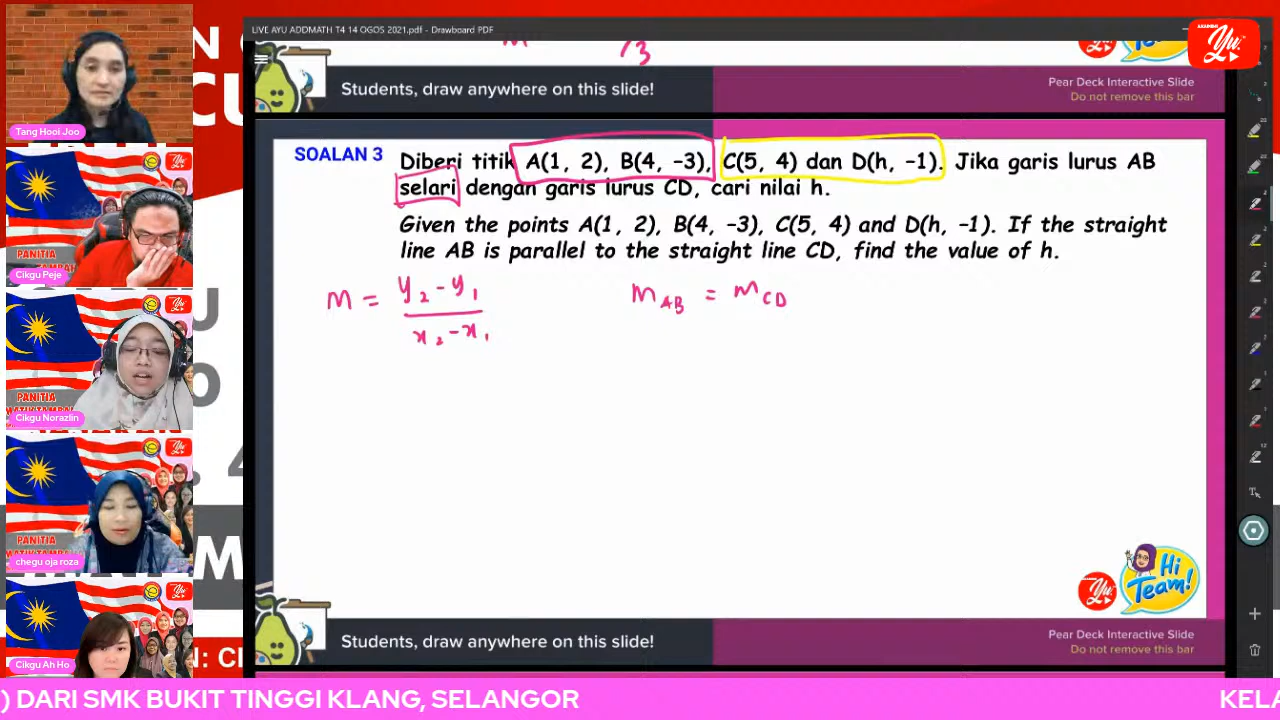 LIVE AYU ADDMATH T4 14 OGOS 2021.pdf - Drawboard PDF
AKADEMI
Yu.
Students, draw anywhere on this slide!
Pear Deck Interactive Slide
Do not remove this bar
SOALAN 3
Diberi titik A(1, 2), B(4, −3), C(5, 4) dan D(h, −1). Jika garis lurus AB
selari dengan garis lurus CD, cari nilai h.
Given the points A(1, 2), B(4, −3), C(5, 4) and D(h, −1). If the straight
line AB is parallel to the straight line CD, find the value of h.
m = y₂ - y₁ / x₂ - x₁
m_AB = m_CD
Hi
Team!
Students, draw anywhere on this slide!
Pear Deck Interactive Slide
Do not remove this bar
Tang Hooi Joo
PANITIA
Cikgu Peje
PANITIA
Cikgu Norazlin
PANITIA
chegu oja roza
Cikgu Ah Ho
) DARI SMK BUKIT TINGGI KLANG, SELANGOR